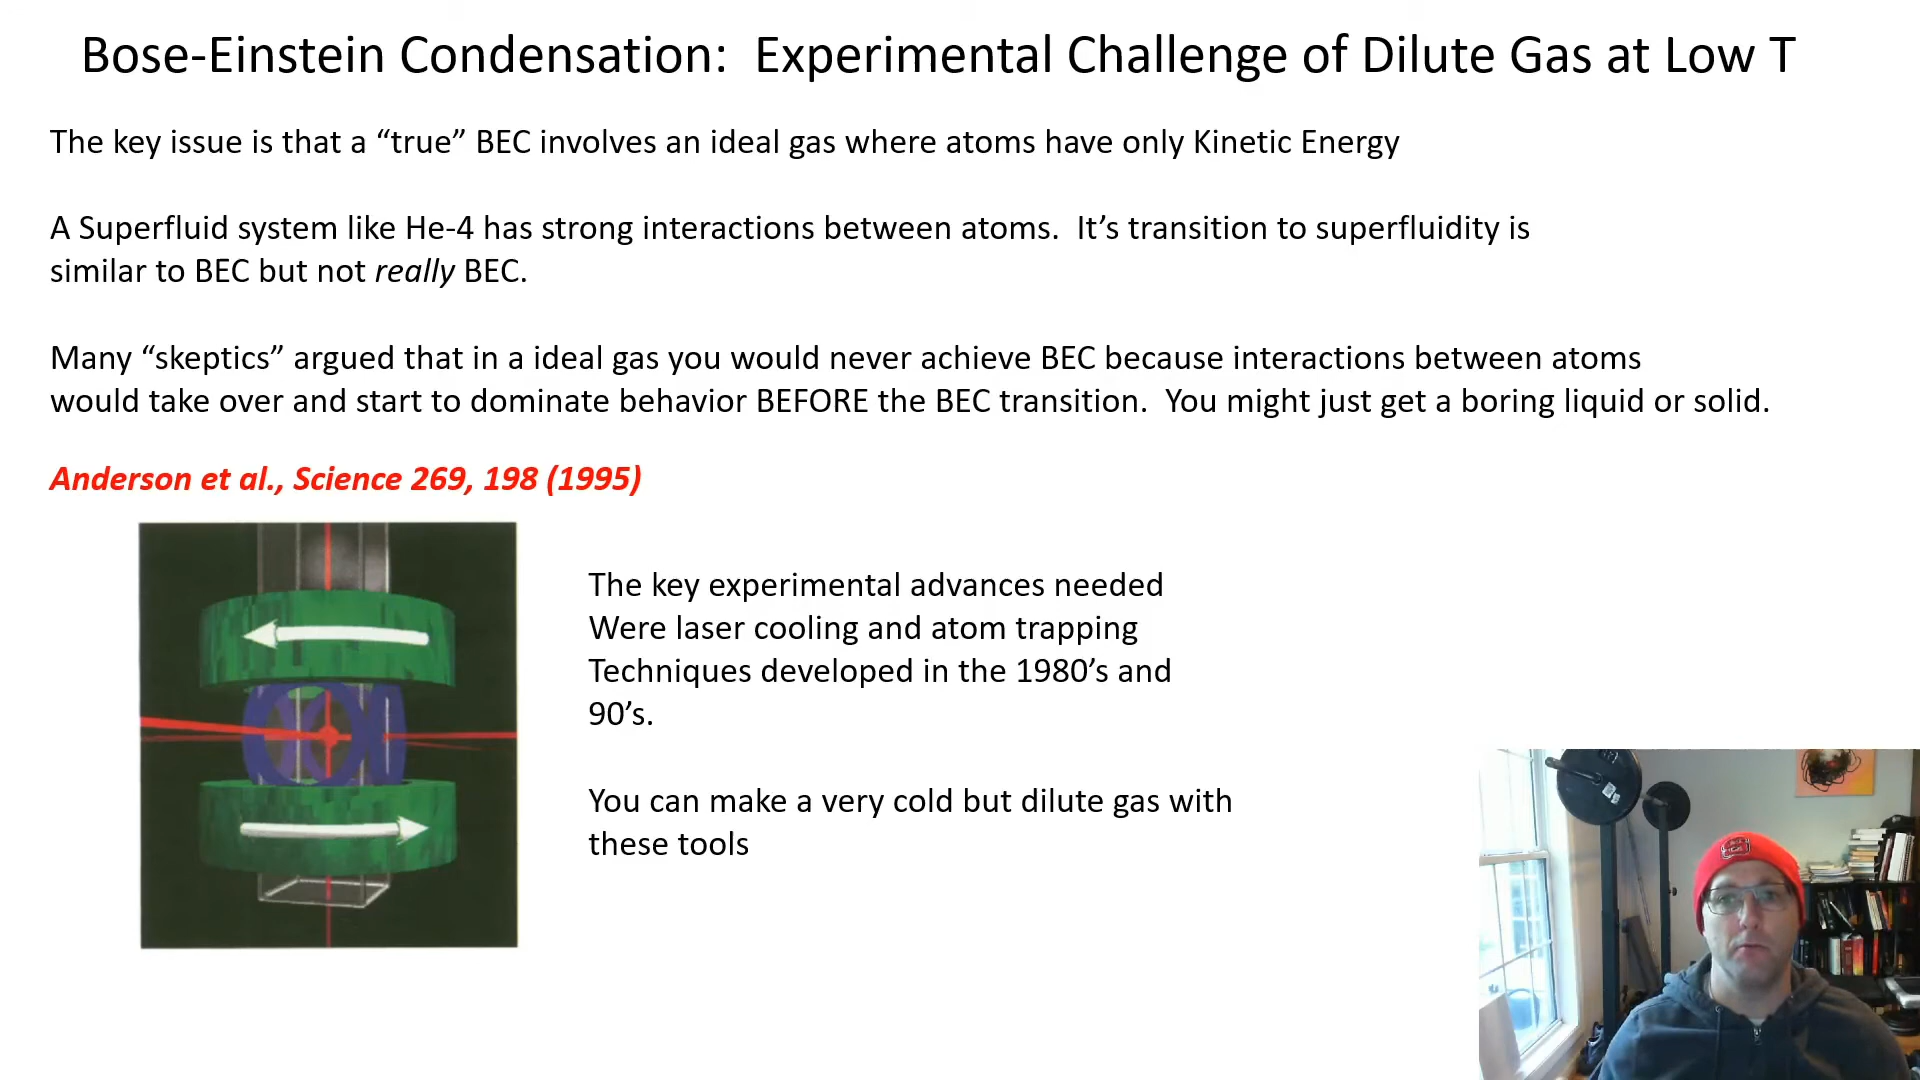 Bose-Einstein Condensation:  Experimental Challenge of Dilute Gas at Low T
The key issue is that a “true” BEC involves an ideal gas where atoms have only Kinetic Energy
A Superfluid system like He-4 has strong interactions between atoms.  It’s transition to superfluidity is
similar to BEC but not really BEC.
Many “skeptics” argued that in a ideal gas you would never achieve BEC because interactions between atoms
would take over and start to dominate behavior BEFORE the BEC transition.  You might just get a boring liquid or solid.
Anderson et al., Science 269, 198 (1995)
The key experimental advances needed
Were laser cooling and atom trapping
Techniques developed in the 1980’s and
90’s.
You can make a very cold but dilute gas with
these tools